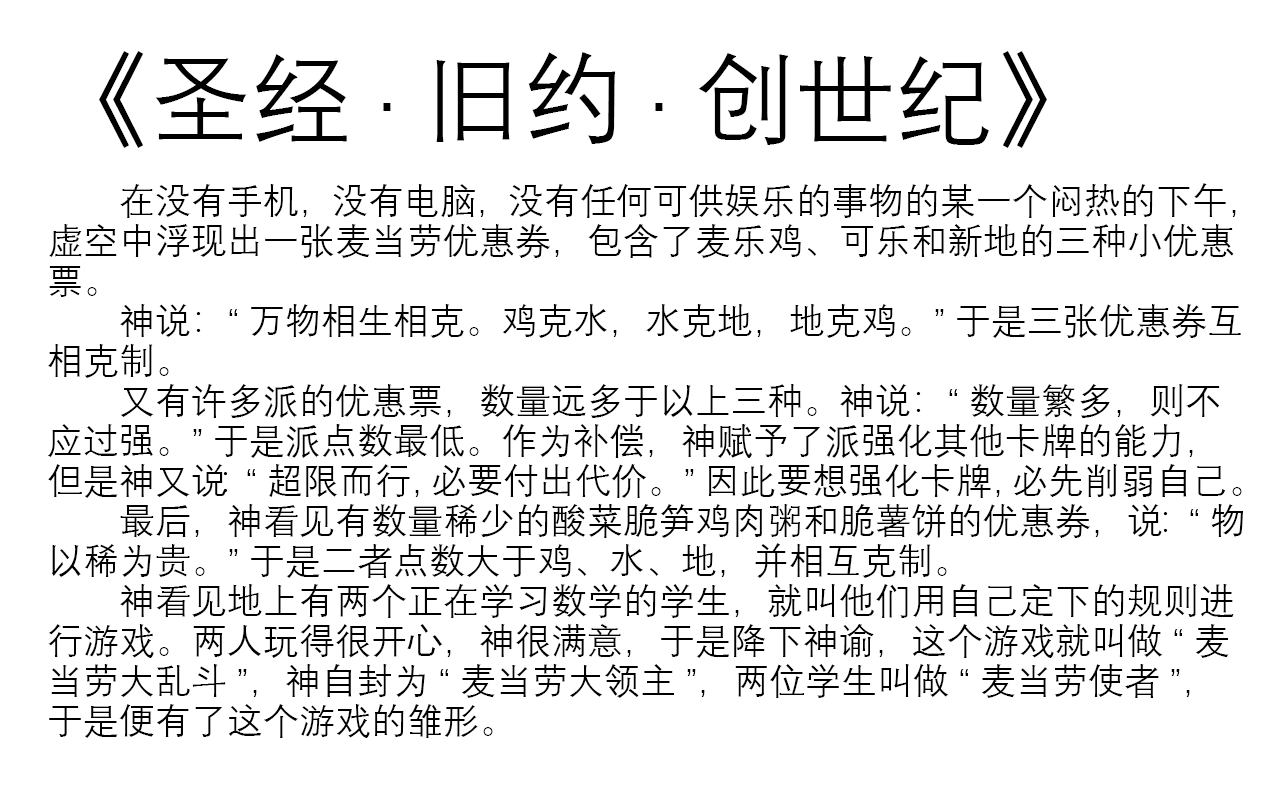 《圣经·旧约·创世纪》
在没有手机，没有电脑，没有任何可供娱乐的事物的某一个闷热的下午，
虚空中浮现出一张麦当劳优惠券，包含了麦乐鸡、可乐和新地的三种小优惠
票。
神说：“万物相生相克。鸡克水，水克地，地克鸡。”于是三张优惠券互
相克制。
又有许多派的优惠票，数量远多于以上三种。神说：“数量繁多，则不
应过强。”于是派点数最低。作为补偿，神赋予了派强化其他卡牌的能力，
但是神又说：“超限而行，必要付出代价。”因此要想强化卡牌，必先削弱自己。
最后，神看见有数量稀少的酸菜脆笋鸡肉粥和脆薯饼的优惠券，说：“物
以稀为贵。”于是二者点数大于鸡、水、地，并相互克制。
神看见地上有两个正在学习数学的学生，就叫他们用自己定下的规则进
行游戏。两人玩得很开心，神很满意，于是降下神谕，这个游戏就叫做“麦
当劳大乱斗”，神自封为“麦当劳大领主”，两位学生叫做“麦当劳使者”，
于是便有了这个游戏的雏形。